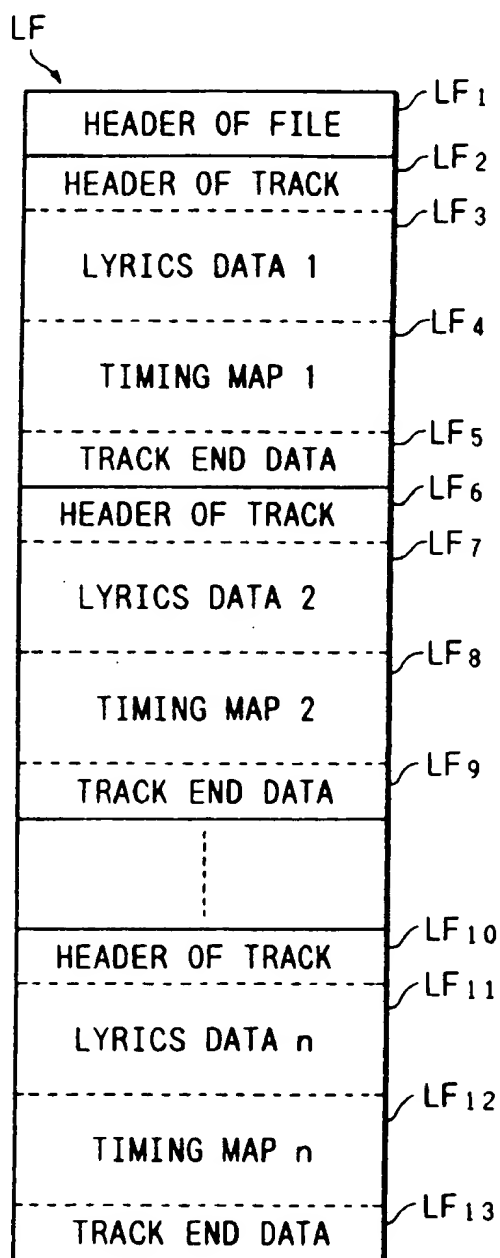 LF
LF1
HEADER OF FILE
LF2
HEADER OF TRACK
LF3
LYRICS DATA 1
LF4
TIMING MAP 1
LF5
TRACK END DATA
LF6
HEADER OF TRACK
LF7
LYRICS DATA 2
LF8
TIMING MAP 2
LF9
TRACK END DATA
LF10
HEADER OF TRACK
LF11
LYRICS DATA n
LF12
TIMING MAP n
LF13
TRACK END DATA